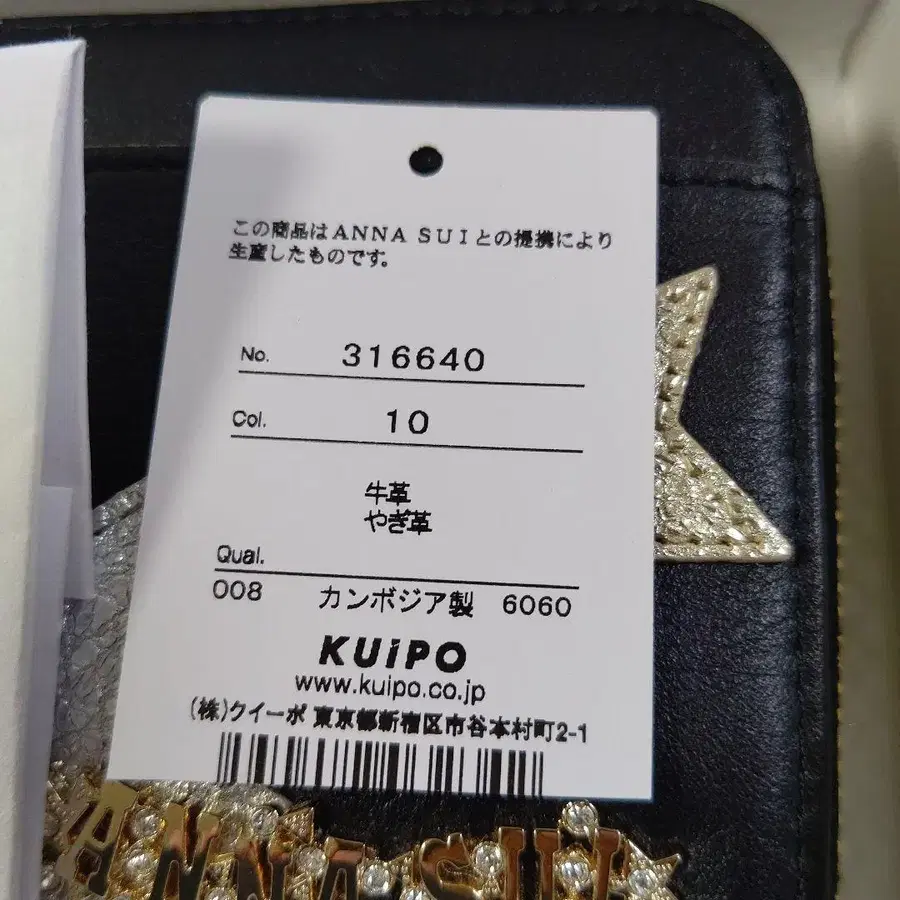 この商品はANNA SUIとの提携により
生産したものです。
No. 316640
Col. 10
牛革
やぎ革
Qual.
008 カンボジア製 6060
KUiPO
www.kuipo.co.jp
(株)クイーポ 東京都新宿区市谷本村町2-1
ANNA SUI